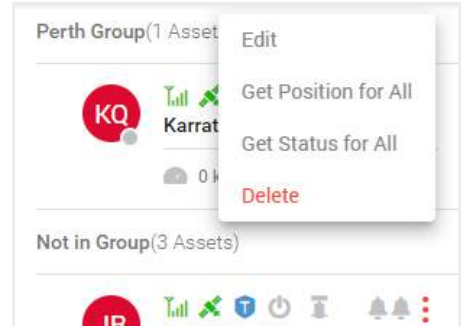 Perth Group(1 Asset
Edit
Get Position for All
KQ
Karrat
Get Status for All
0 k
Delete
Not in Group(3 Assets)
T
JB